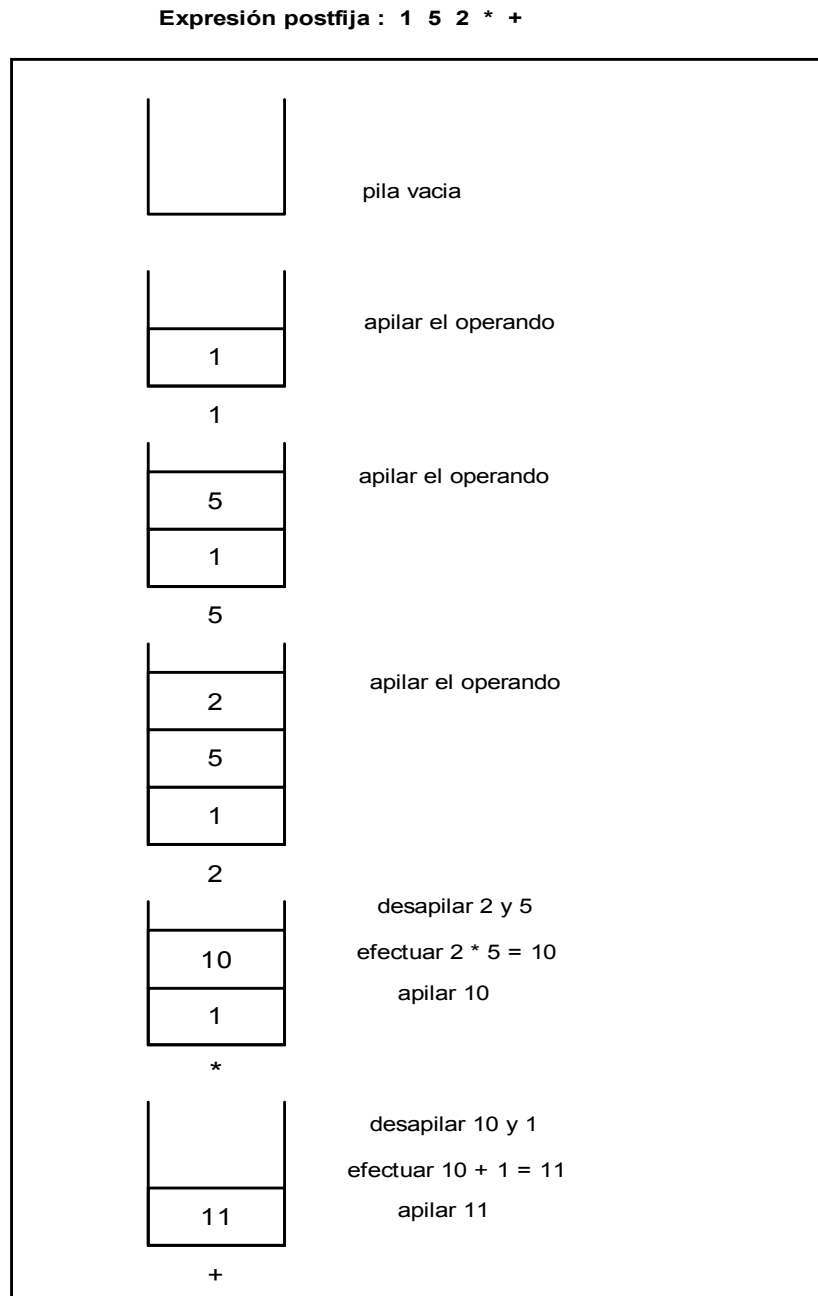 Expresión postfija : 1 5 2 * +
pila vacia
apilar el operando
1
1
apilar el operando
5
1
5
apilar el operando
2
5
1
2
desapilar 2 y 5
10
efectuar 2 * 5 = 10
apilar 10
1
*
desapilar 10 y 1
efectuar 10 + 1 = 11
11
apilar 11
+